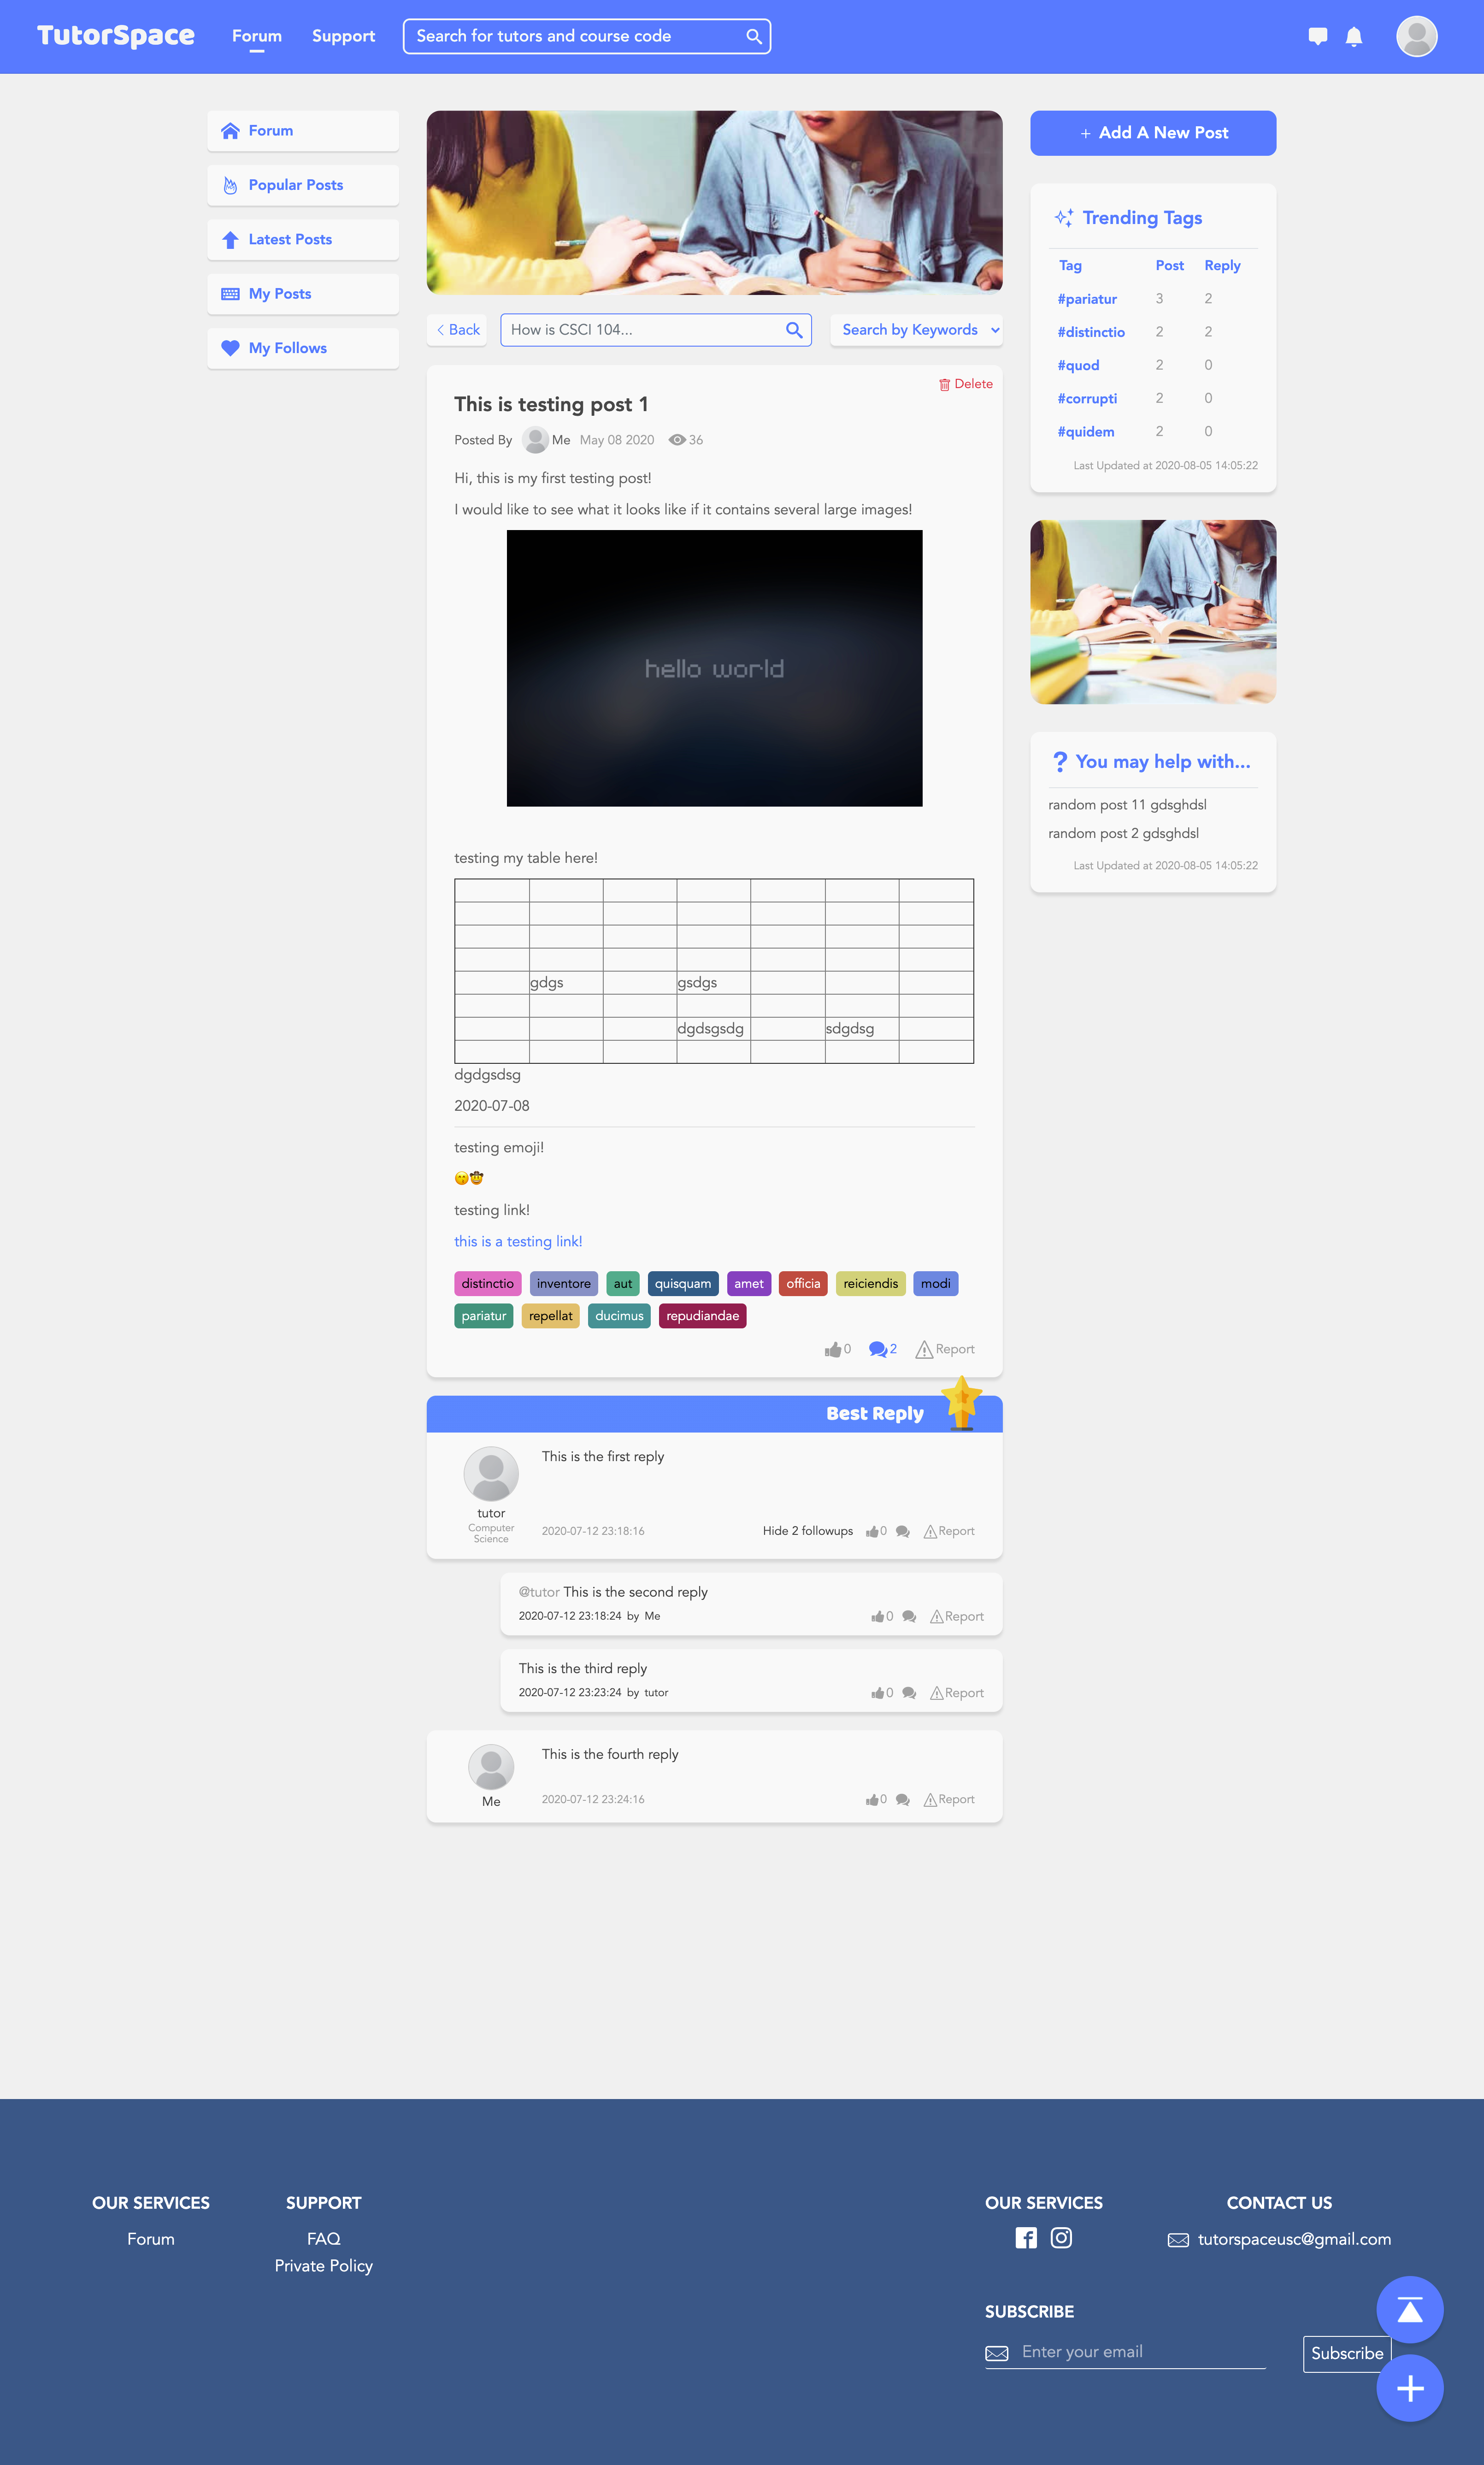 TutorSpace
Forum
Support
Search for tutors and course code
Forum
Popular Posts
Latest Posts
My Posts
My Follows
< Back
How is CSCI 104...
Search by Keywords
Delete
This is testing post 1
Posted By Me May 08 2020 36
Hi, this is my first testing post!
I would like to see what it looks like if it contains several large images!
hello world
testing my table here!
gdgs gsdgs
dgdsgsdg sdgdsg
dgdgsdsg
2020-07-08
testing emoji!
😙🤠
testing link!
this is a testing link!
distinctio inventore aut quisquam amet officia reiciendis modi
pariatur repellat ducimus repudiandae
0 2 Report
Best Reply
This is the first reply
tutor
Computer
Science
2020-07-12 23:18:16 Hide 2 followups 0 Report
@tutor This is the second reply
2020-07-12 23:18:24 by Me 0 Report
This is the third reply
2020-07-12 23:23:24 by tutor 0 Report
This is the fourth reply
Me
2020-07-12 23:24:16 0 Report
+ Add A New Post
Trending Tags
Tag Post Reply
#pariatur 3 2
#distinctio 2 2
#quod 2 0
#corrupti 2 0
#quidem 2 0
Last Updated at 2020-08-05 14:05:22
? You may help with...
random post 11 gdsghdsl
random post 2 gdsghdsl
Last Updated at 2020-08-05 14:05:22
OUR SERVICES
Forum
SUPPORT
FAQ
Private Policy
OUR SERVICES
CONTACT US
tutorspaceusc@gmail.com
SUBSCRIBE
Enter your email
Subscribe